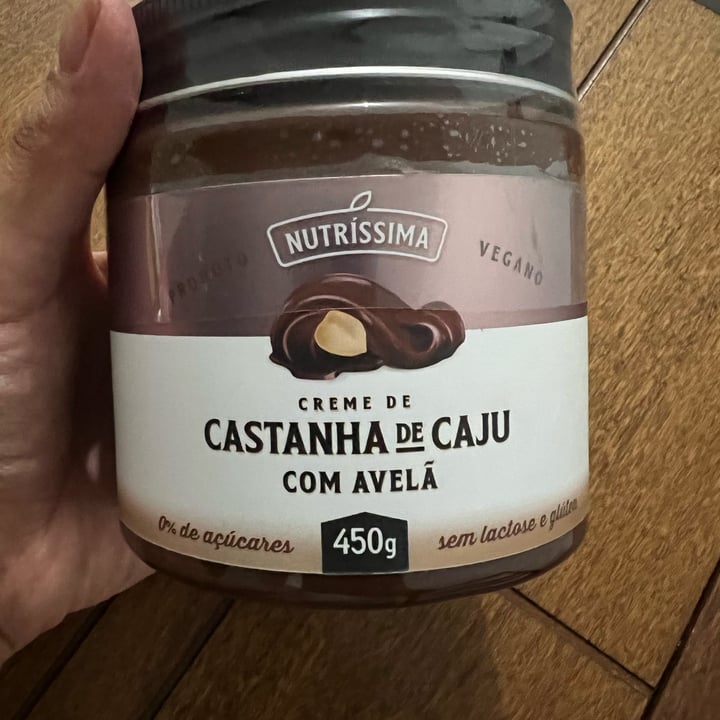 NUTRÍSSIMA
PRODUTO VEGANO
CREME DE
CASTANHA DE CAJU
COM AVELÃ
0% de açúcares
450g
sem lactose e glúten